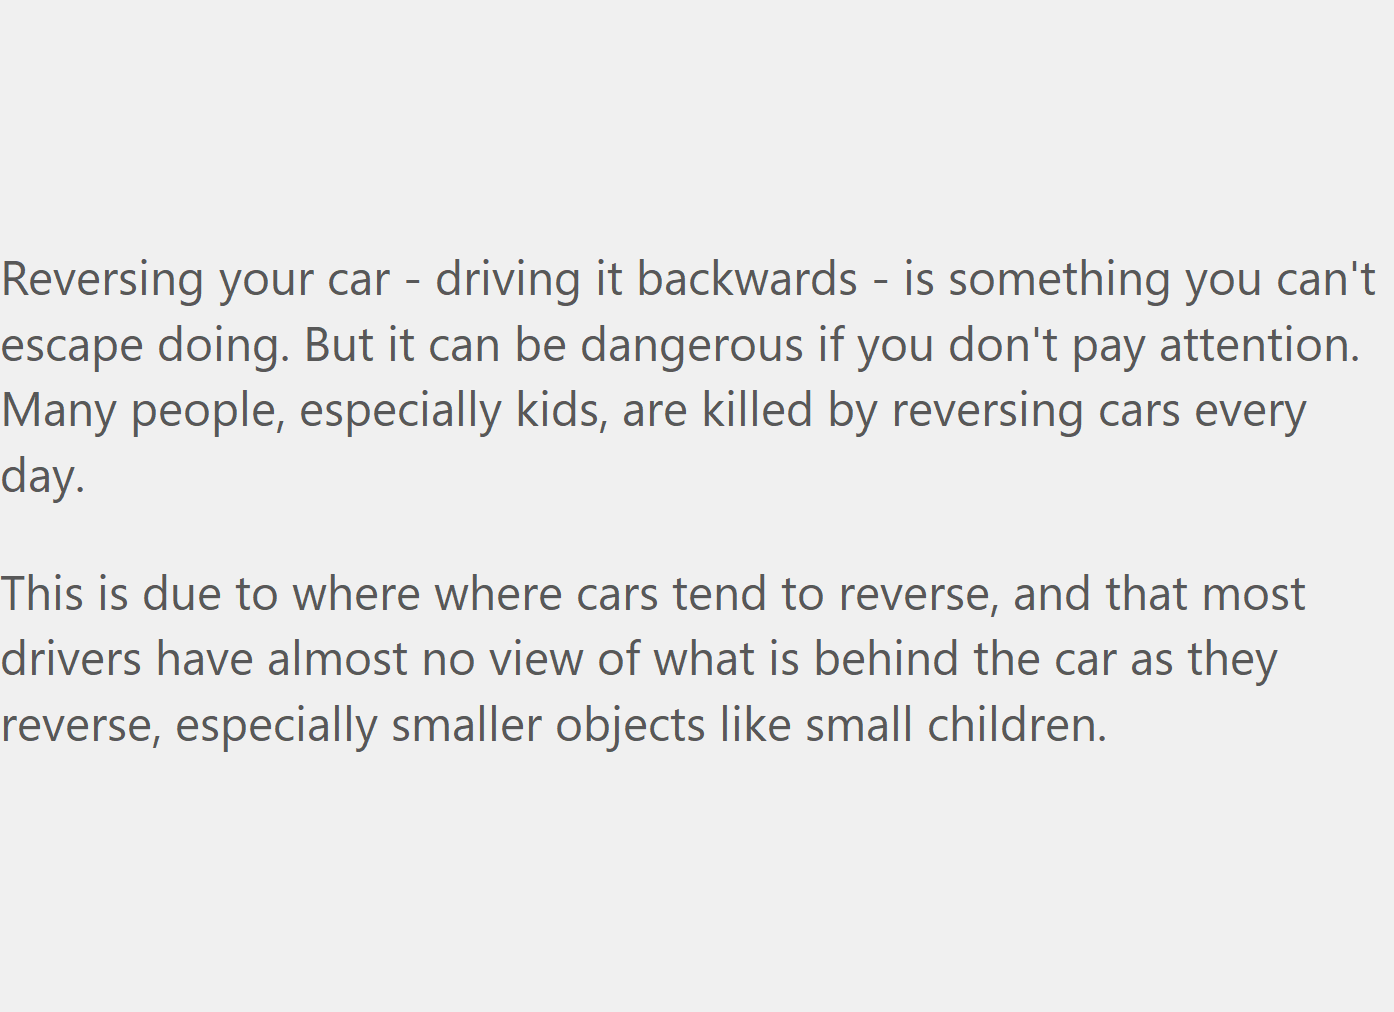 Reversing your car - driving it backwards - is something you can't
escape doing. But it can be dangerous if you don't pay attention.
Many people, especially kids, are killed by reversing cars every
day.
This is due to where where cars tend to reverse, and that most
drivers have almost no view of what is behind the car as they
reverse, especially smaller objects like small children.